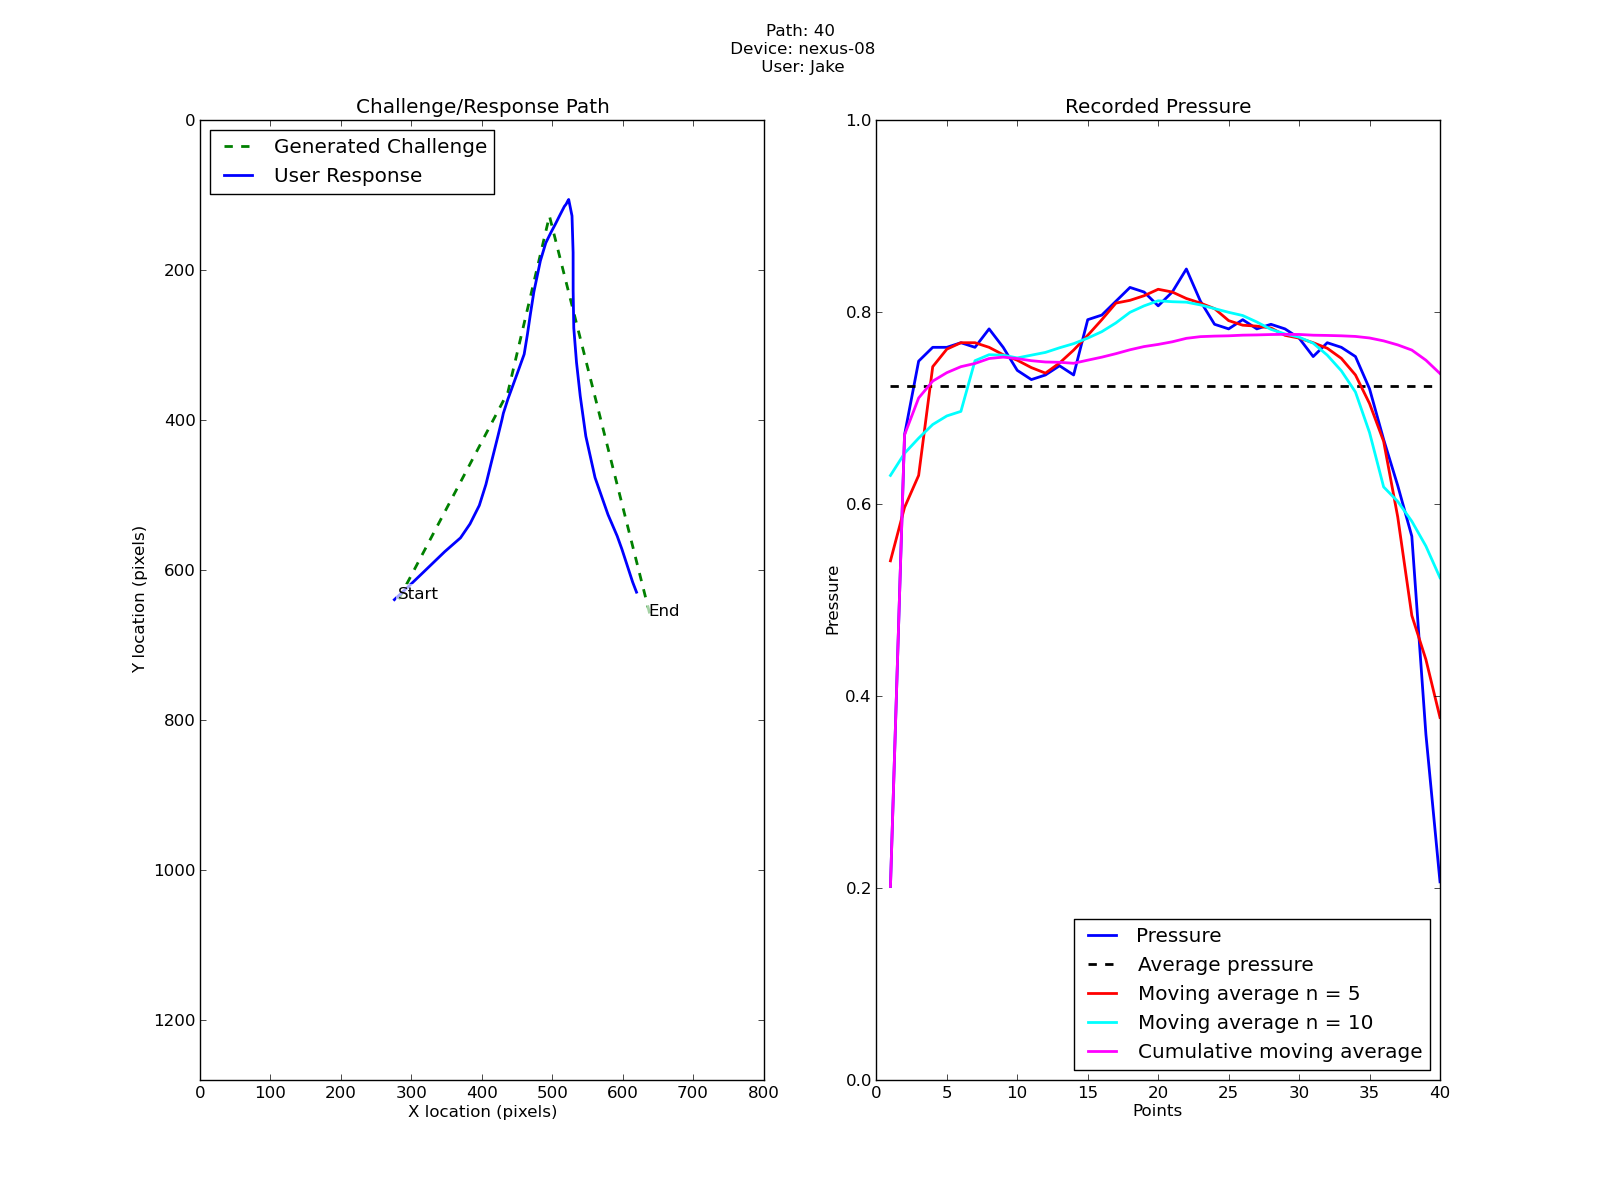 Path: 40
Device: nexus-08
User: Jake
Challenge/Response Path
Generated Challenge
User Response
0
200
400
600
800
1000
1200
Y location (pixels)
Start
End
0 100 200 300 400 500 600 700 800
X location (pixels)
Recorded Pressure
1.0
0.8
0.6
0.4
0.2
0.0
Pressure
Pressure
Average pressure
Moving average n = 5
Moving average n = 10
Cumulative moving average
0 5 10 15 20 25 30 35 40
Points